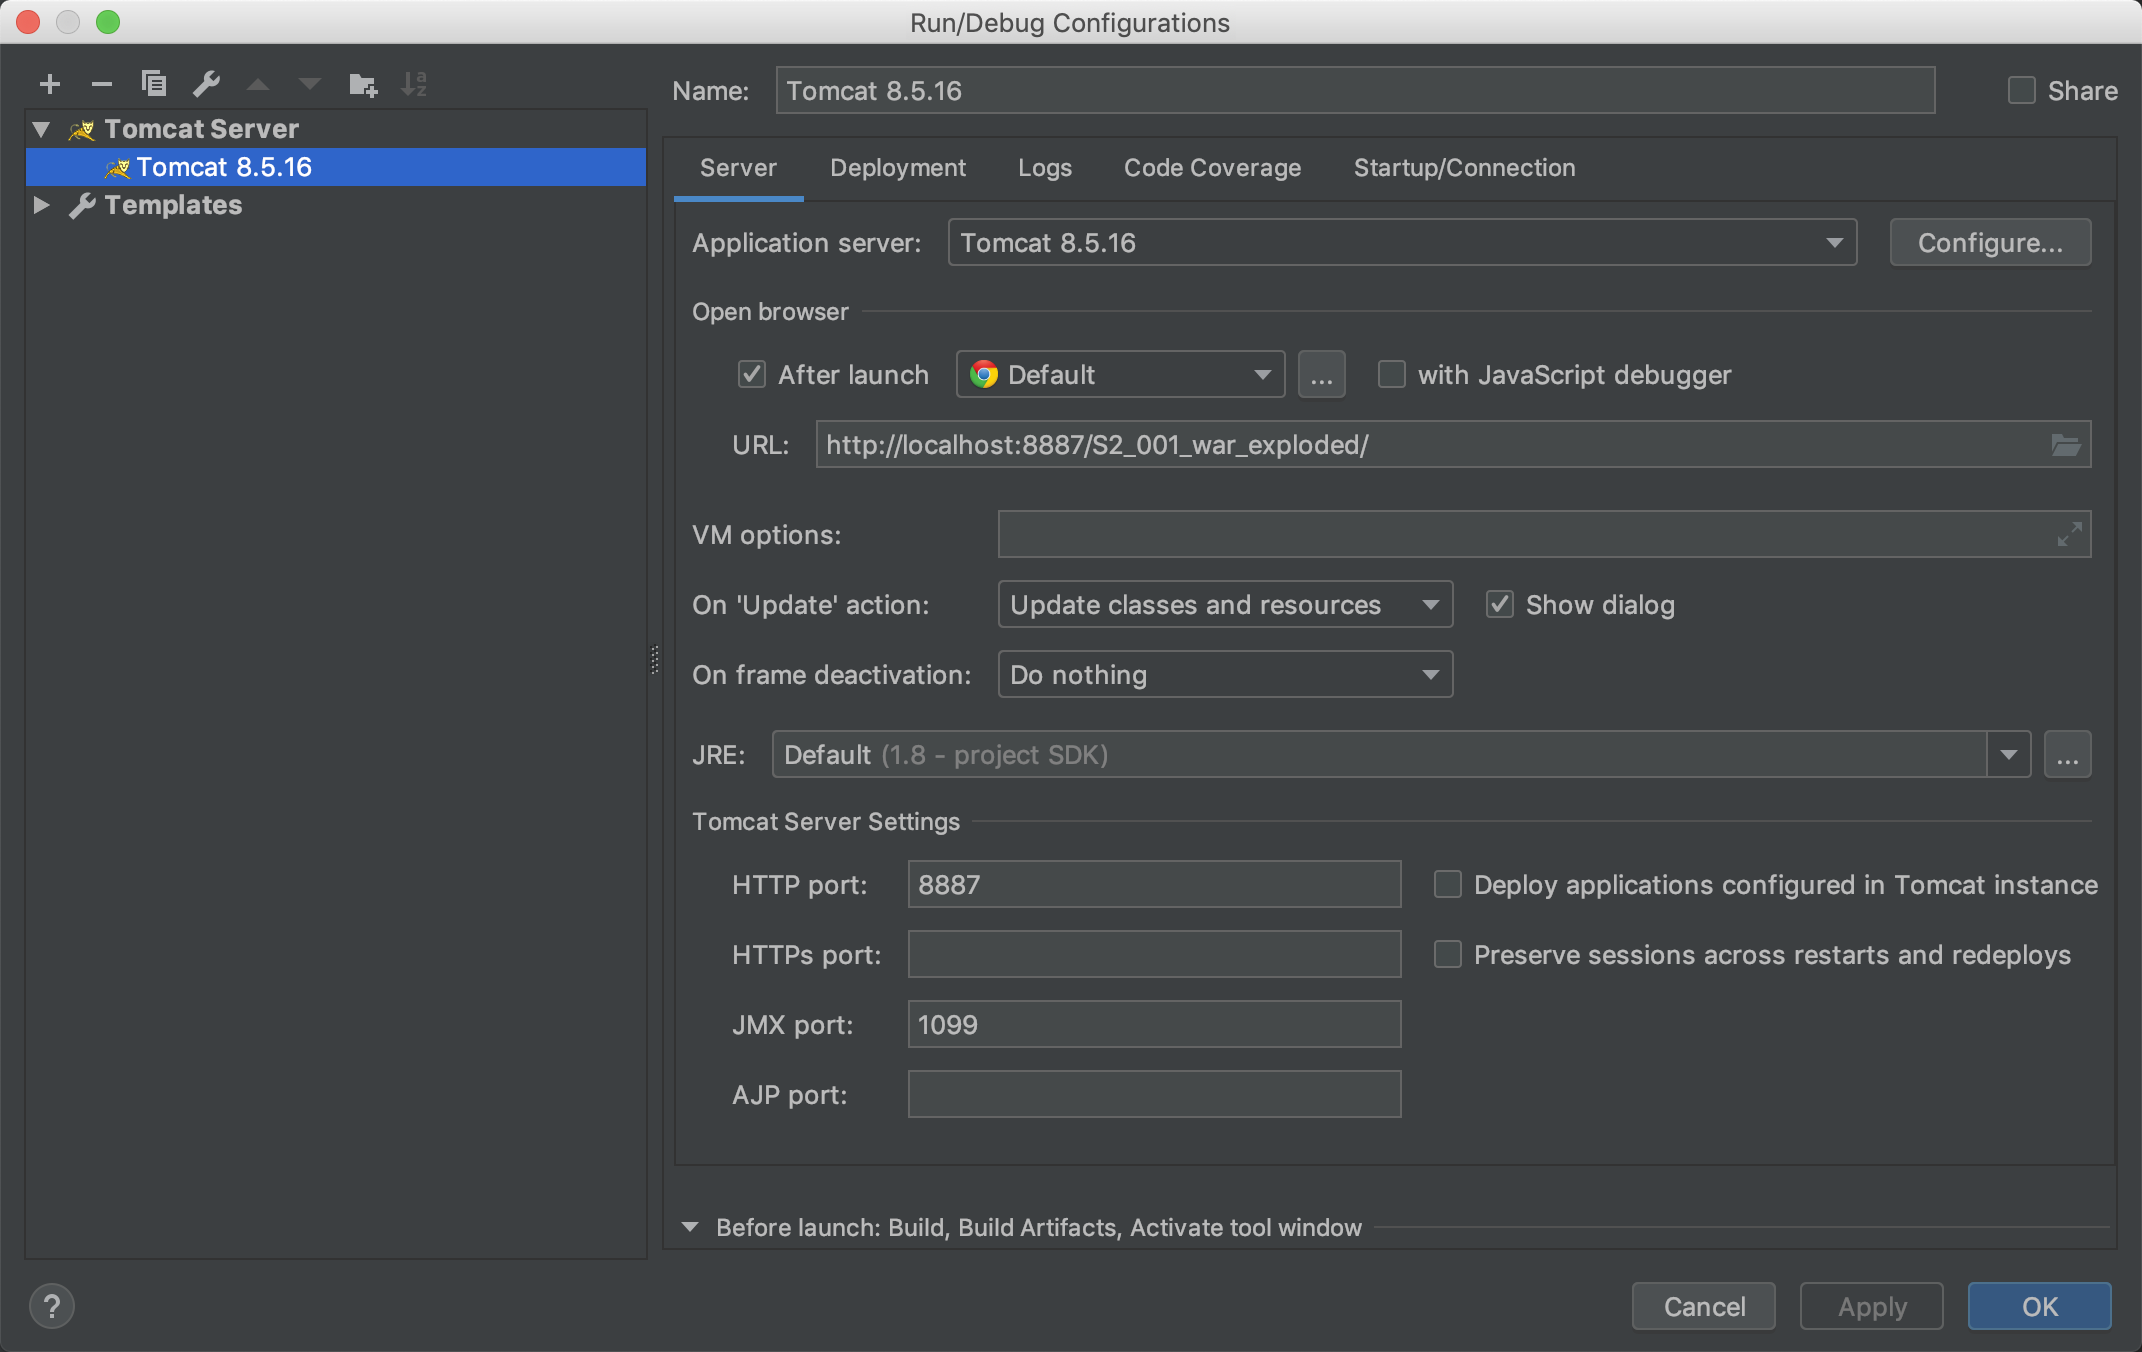 Run/Debug Configurations
Name: Tomcat 8.5.16 Share
Tomcat Server
Tomcat 8.5.16
Templates
Server Deployment Logs Code Coverage Startup/Connection
Application server: Tomcat 8.5.16 Configure...
Open browser
After launch Default ... with JavaScript debugger
URL: http://localhost:8887/S2_001_war_exploded/
VM options:
On 'Update' action: Update classes and resources Show dialog
On frame deactivation: Do nothing
JRE: Default (1.8 - project SDK) ...
Tomcat Server Settings
HTTP port: 8887 Deploy applications configured in Tomcat instance
HTTPs port: Preserve sessions across restarts and redeploys
JMX port: 1099
AJP port:
Before launch: Build, Build Artifacts, Activate tool window
? Cancel Apply OK